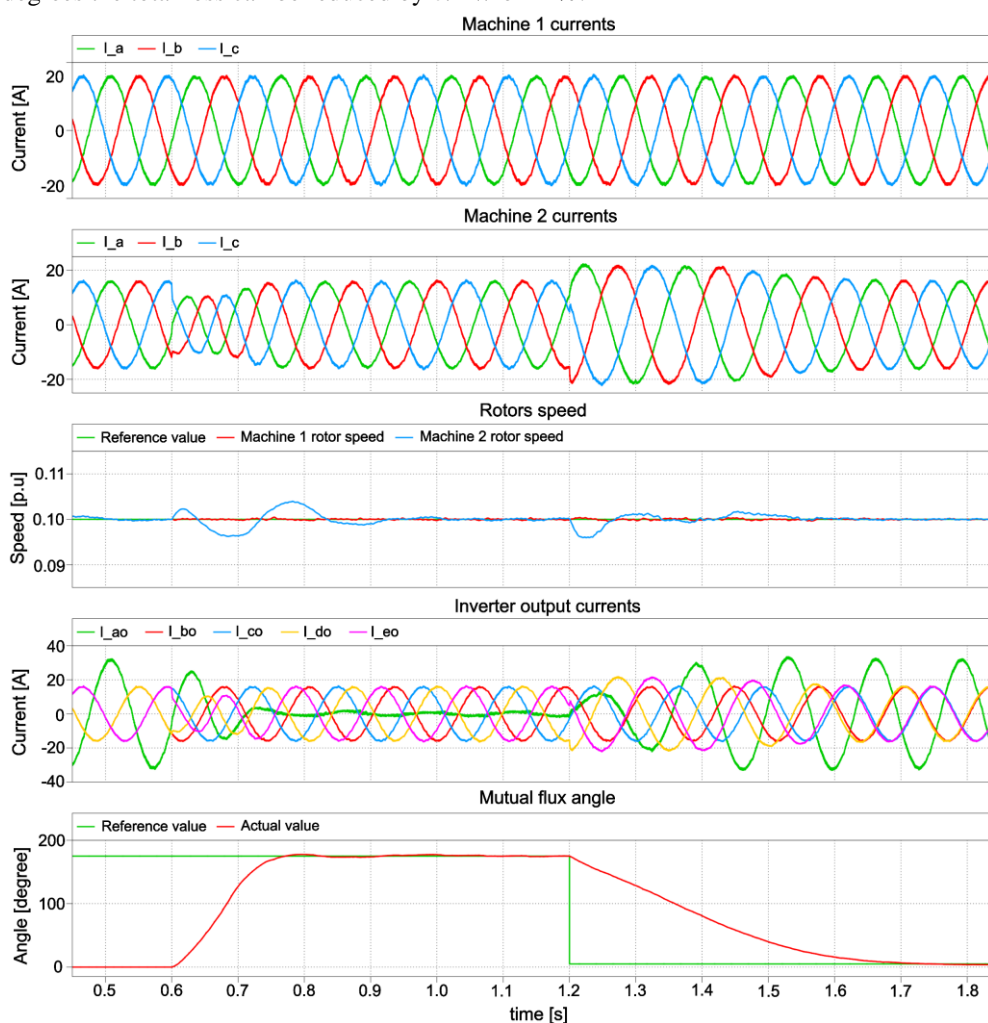 Machine 1 currents
I_a I_b I_c
Current [A]
20
0
-20
Machine 2 currents
I_a I_b I_c
Current [A]
20
0
-20
Rotors speed
Reference value Machine 1 rotor speed Machine 2 rotor speed
Speed [p.u]
0.11
0.10
0.09
Inverter output currents
I_ao I_bo I_co I_do I_eo
Current [A]
40
20
0
-20
-40
Mutual flux angle
Reference value Actual value
Angle [degree]
200
100
0
0.5 0.6 0.7 0.8 0.9 1.0 1.1 1.2 1.3 1.4 1.5 1.6 1.7 1.8
time [s]